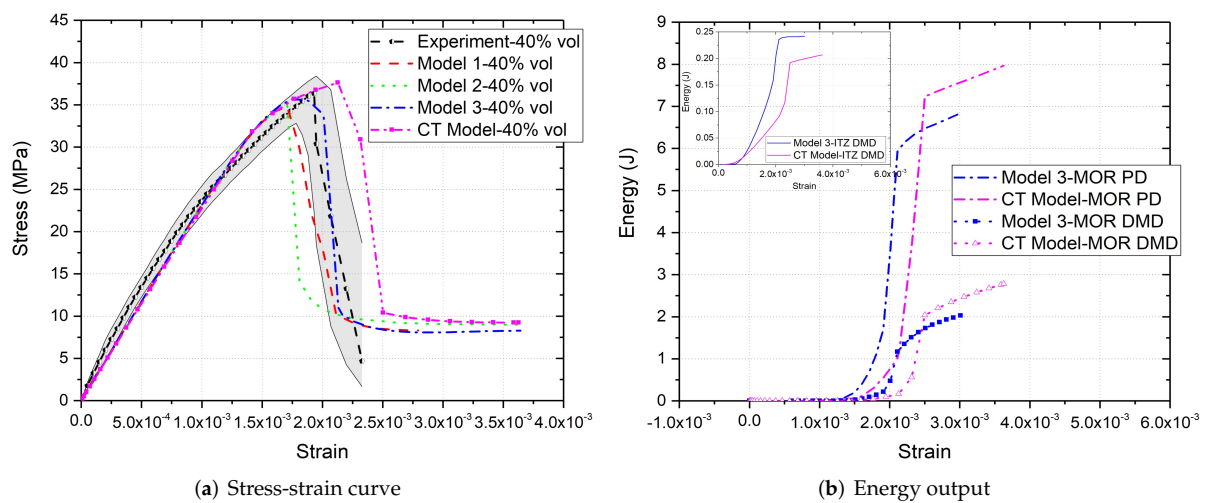 45
40
35
30
25
20
15
10
5
0
Stress (MPa)
0.0
5.0x10⁻³
1.0x10⁻³
1.5x10⁻³
2.0x10⁻³
2.5x10⁻³
3.0x10⁻³
3.5x10⁻³
4.0x10⁻³
Strain
Experiment-40% vol
Model 1-40% vol
Model 2-40% vol
Model 3-40% vol
CT Model-40% vol
(a) Stress-strain curve
9
8
7
6
5
4
3
2
1
0
Energy (J)
-1.0x10⁻³
0.0
1.0x10⁻³
2.0x10⁻³
3.0x10⁻³
4.0x10⁻³
5.0x10⁻³
6.0x10⁻³
Strain
0.25
0.20
0.15
0.10
0.05
0.00
Energy (J)
0.0
2.0x10⁻³
4.0x10⁻³
6.0x10⁻³
Strain
Model 3-ITZ DMD
CT Model-ITZ DMD
Model 3-MOR PD
CT Model-MOR PD
Model 3-MOR DMD
CT Model-MOR DMD
(b) Energy output